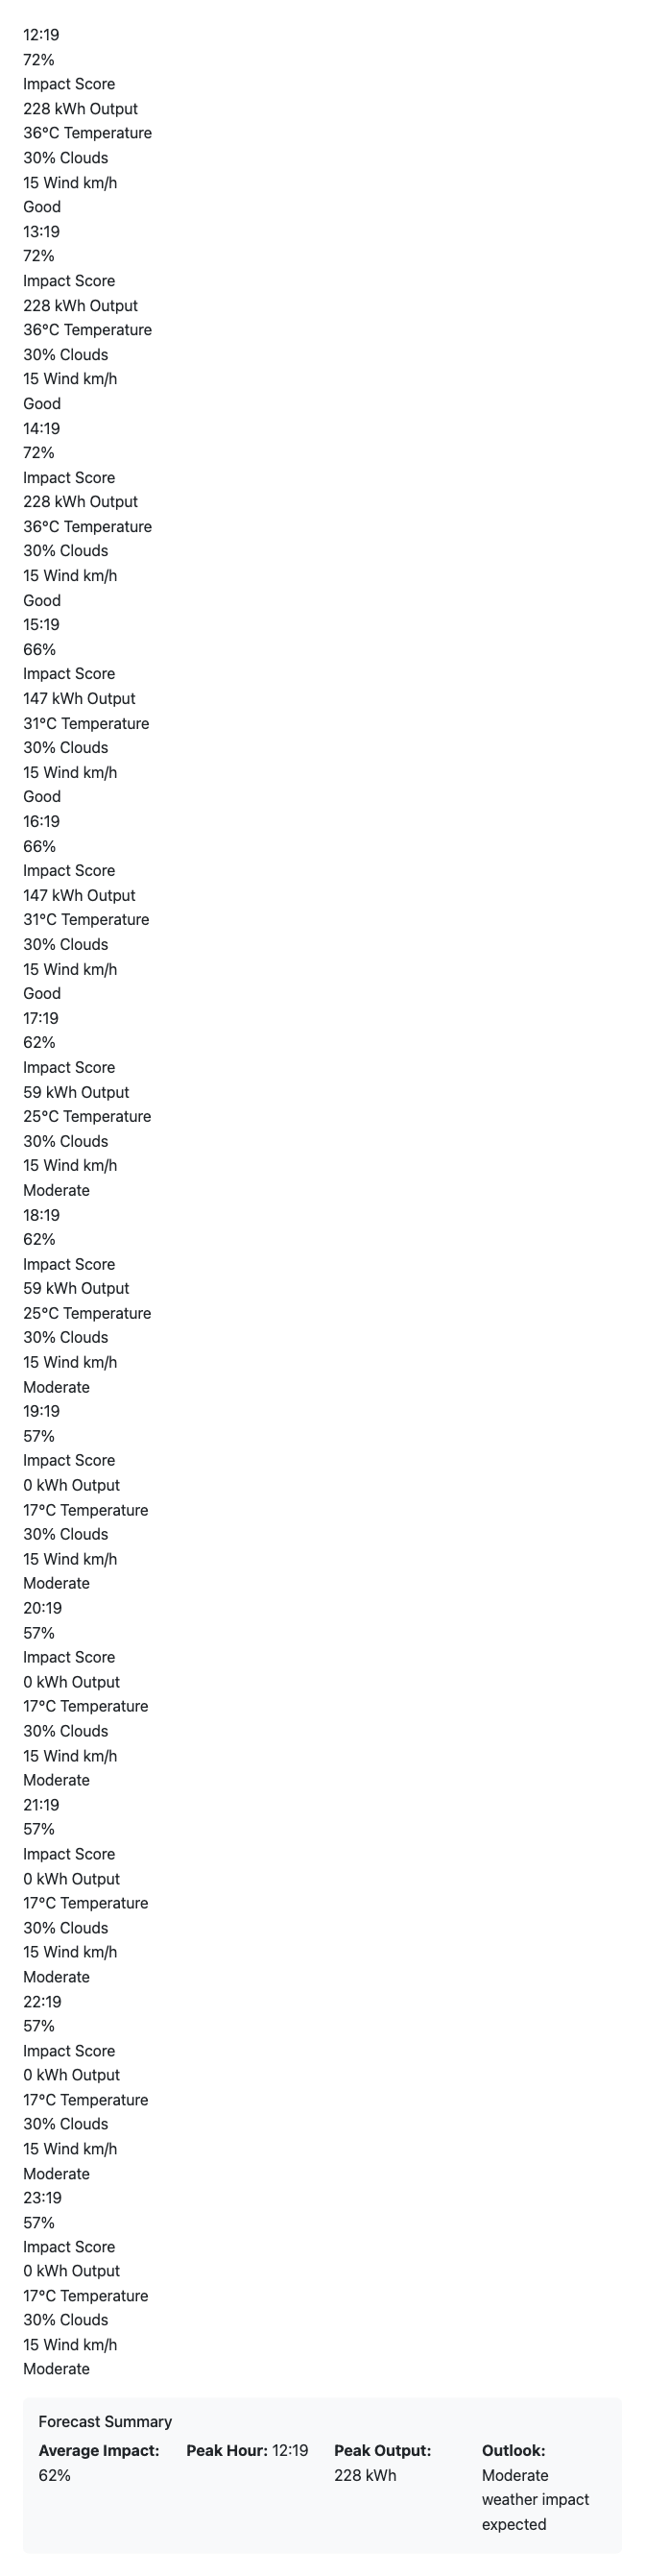 12:19
72%
Impact Score
228 kWh Output
36°C Temperature
30% Clouds
15 Wind km/h
Good
13:19
72%
Impact Score
228 kWh Output
36°C Temperature
30% Clouds
15 Wind km/h
Good
14:19
72%
Impact Score
228 kWh Output
36°C Temperature
30% Clouds
15 Wind km/h
Good
15:19
66%
Impact Score
147 kWh Output
31°C Temperature
30% Clouds
15 Wind km/h
Good
16:19
66%
Impact Score
147 kWh Output
31°C Temperature
30% Clouds
15 Wind km/h
Good
17:19
62%
Impact Score
59 kWh Output
25°C Temperature
30% Clouds
15 Wind km/h
Moderate
18:19
62%
Impact Score
59 kWh Output
25°C Temperature
30% Clouds
15 Wind km/h
Moderate
19:19
57%
Impact Score
0 kWh Output
17°C Temperature
30% Clouds
15 Wind km/h
Moderate
20:19
57%
Impact Score
0 kWh Output
17°C Temperature
30% Clouds
15 Wind km/h
Moderate
21:19
57%
Impact Score
0 kWh Output
17°C Temperature
30% Clouds
15 Wind km/h
Moderate
22:19
57%
Impact Score
0 kWh Output
17°C Temperature
30% Clouds
15 Wind km/h
Moderate
23:19
57%
Impact Score
0 kWh Output
17°C Temperature
30% Clouds
15 Wind km/h
Moderate
Forecast Summary
Average Impact:
62%
Peak Hour: 12:19
Peak Output:
228 kWh
Outlook:
Moderate
weather impact
expected